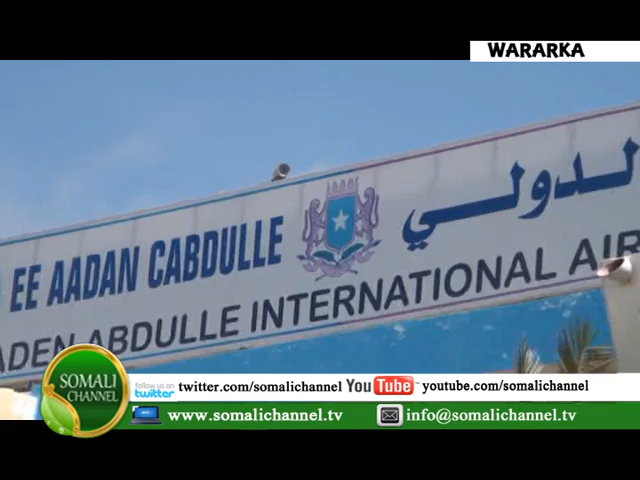 WARARKA
الدولي
EE AADAN CABDULLE
ADEN ABDULLE INTERNATIONAL AIR
SOMALI
CHANNEL
follow us on
twitter
twitter.com/somalichannel
YouTube
youtube.com/somalichannel
www.somalichannel.tv
info@somalichannel.tv